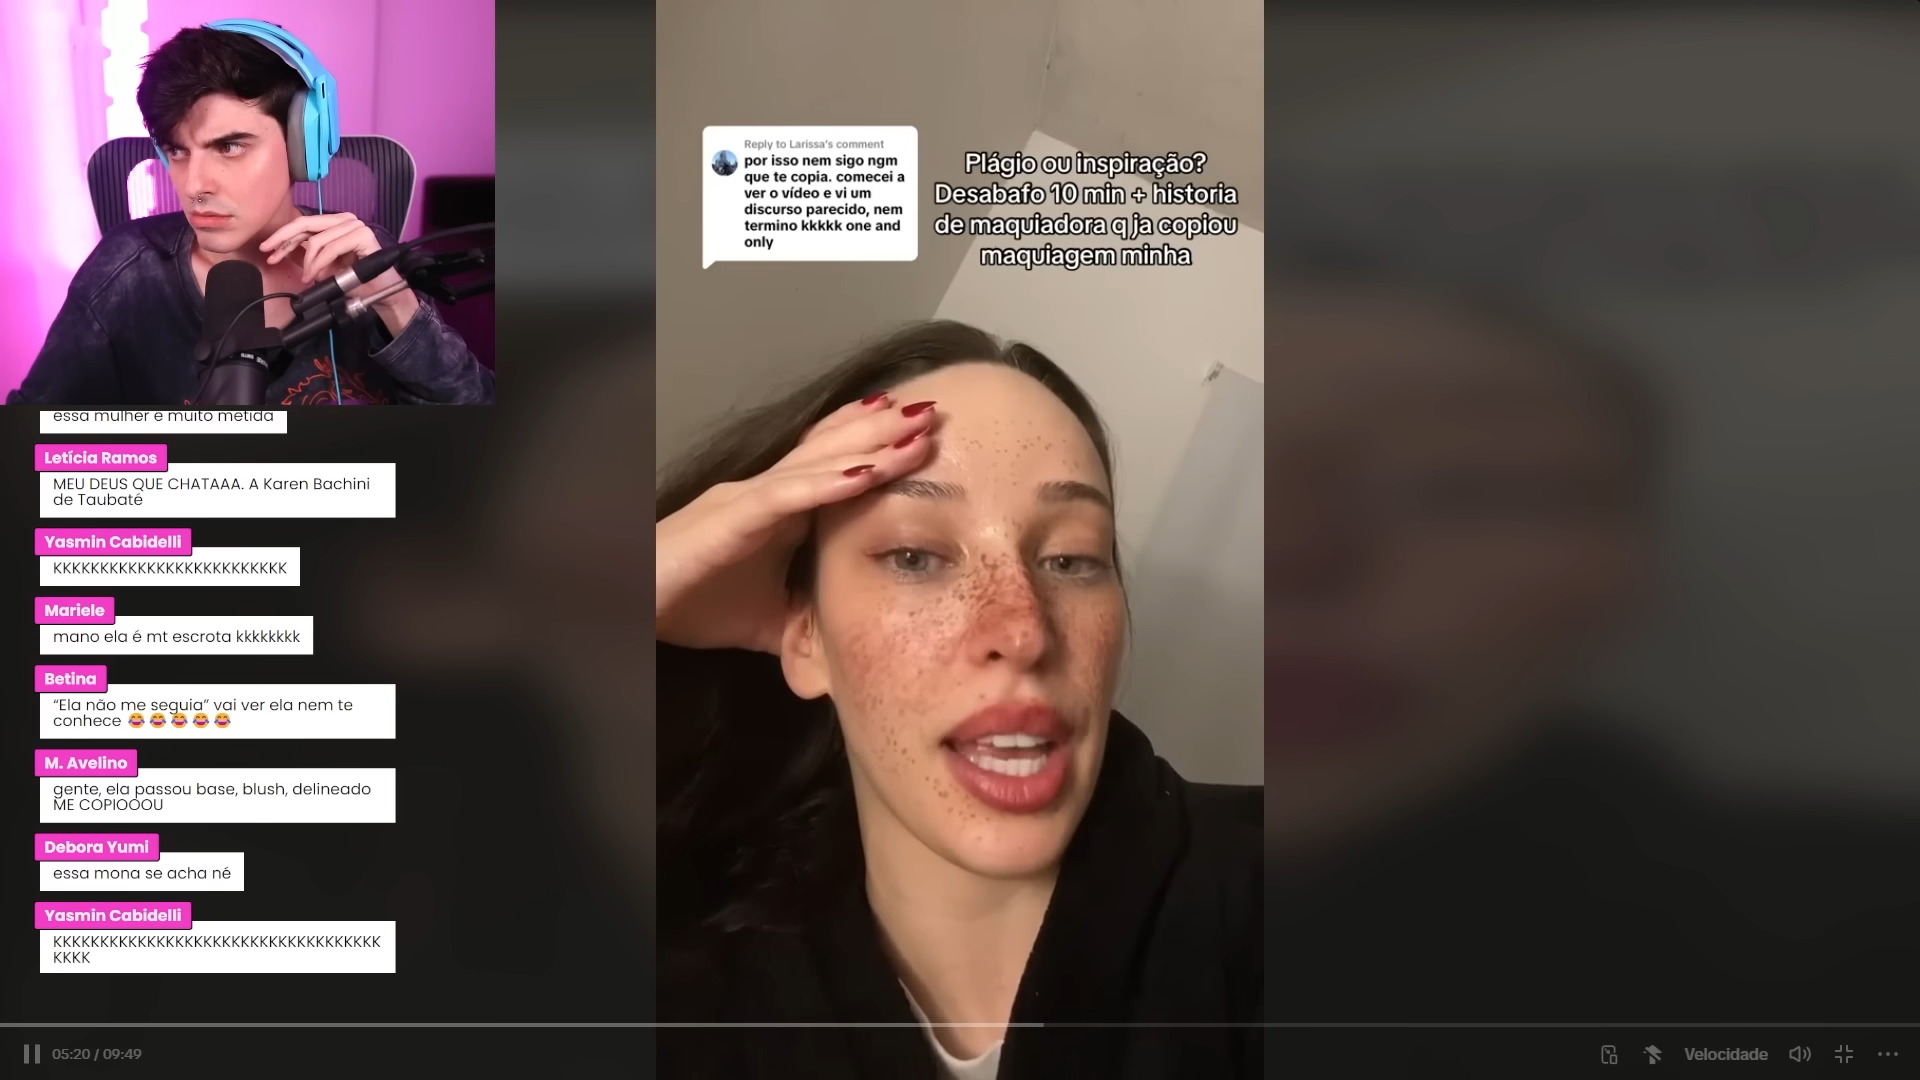 essa mulher e muito metida
Letícia Ramos
MEU DEUS QUE CHATAAA. A Karen Bachini
de Taubaté
Yasmin Cabidelli
KKKKKKKKKKKKKKKKKKKKKKKKK
Mariele
mano ela é mt escrota kkkkkkkk
Betina
“Ela não me seguia” vai ver ela nem te
conhece 😂😂😂😂😂
M. Avelino
gente, ela passou base, blush, delineado
ME COPIOOOU
Debora Yumi
essa mona se acha né
Yasmin Cabidelli
KKKKKKKKKKKKKKKKKKKKKKKKKKKKKKKKKKK
KKKK
Reply to Larissa's comment
por isso nem sigo ngm
que te copia. comecei a
ver o vídeo e vi um
discurso parecido, nem
termino kkkkk one and
only
Plágio ou inspiração?
Desabafo 10 min + historia
de maquiadora q ja copiou
maquiagem minha
05:20 / 09:49
Velocidade